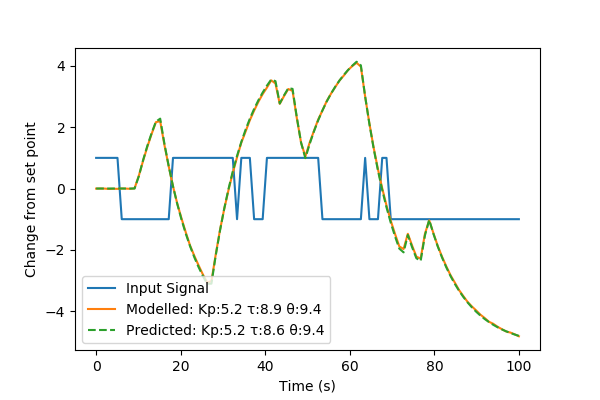 4
2
0
−2
−4
Change from set point
Input Signal
Modelled: Kp:5.2 τ:8.9 θ:9.4
Predicted: Kp:5.2 τ:8.6 θ:9.4
0 20 40 60 80 100
Time (s)